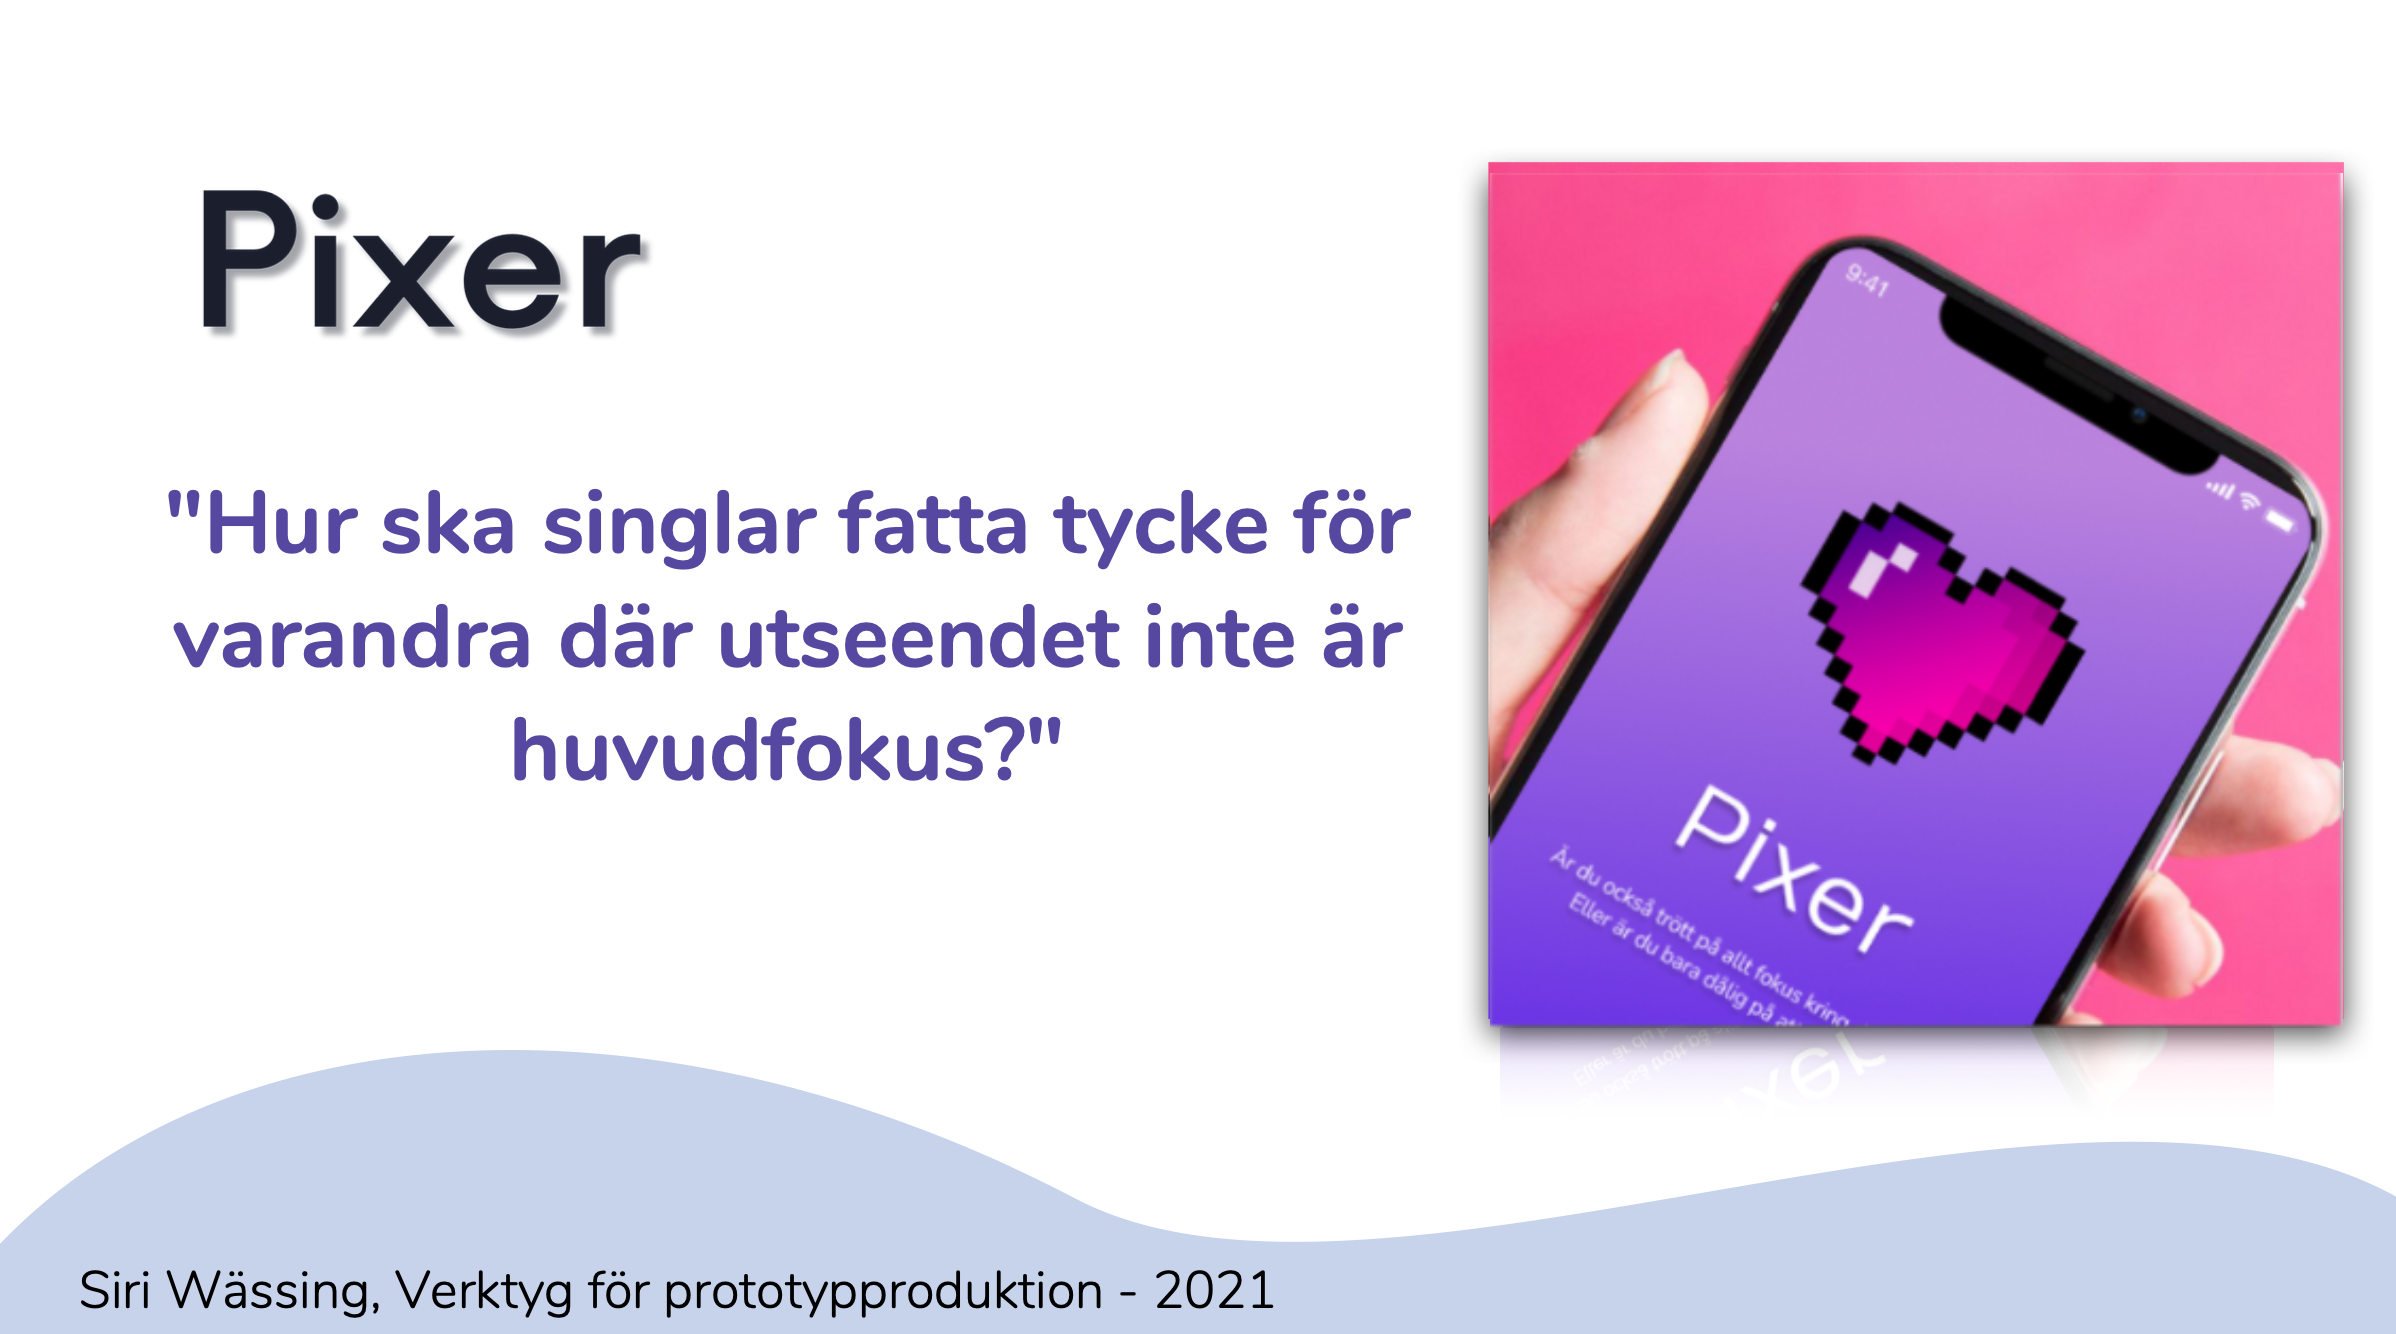 Pixer
"Hur ska singlar fatta tycke för
varandra där utseendet inte är
huvudfokus?"
9:41
Pixer
Är du också trött på allt fokus kring
Eller är du bara dålig på
Siri Wässing, Verktyg för prototypproduktion - 2021